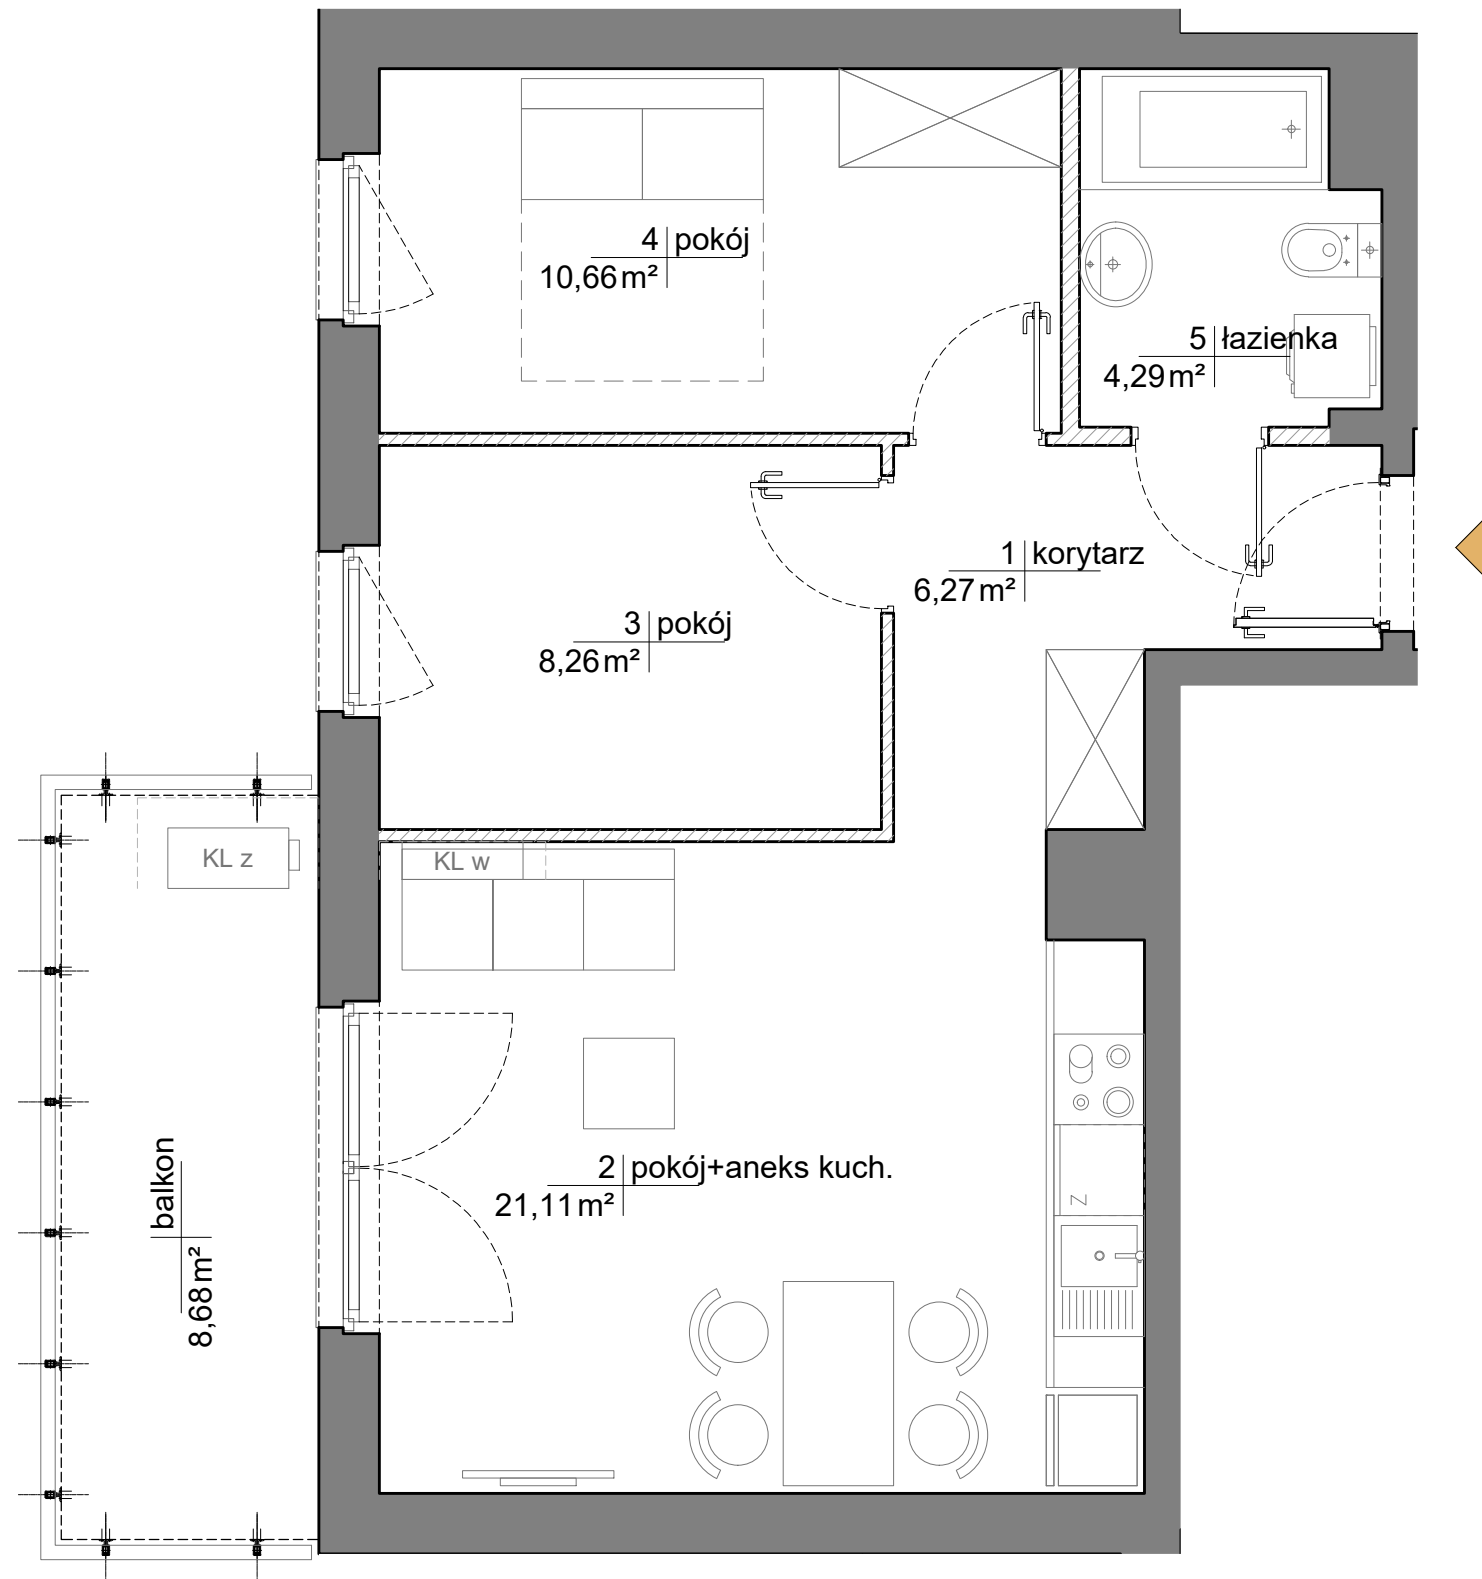 4 pokój
10,66 m²
5 łazienka
4,29 m²
1 korytarz
6,27 m²
3 pokój
8,26 m²
KL z
KL w
2 pokój+aneks kuch.
21,11 m²
Z
balkon
8,68 m²